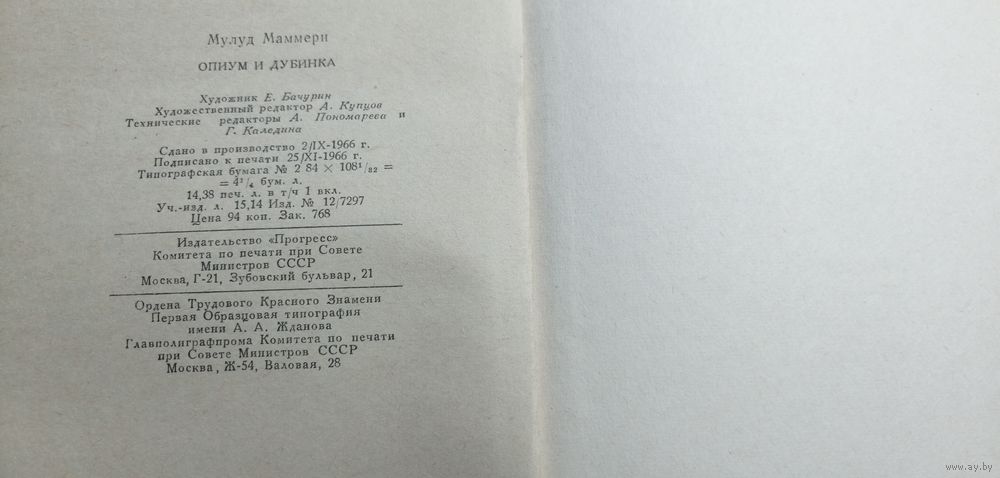 Мулуд Маммери
ОПИУМ И ДУБИНКА
Художник Е. Бачурин
Художественный редактор А. Купцов
Технические редакторы А. Пономарева и
Г. Каледина
Сдано в производство 2/IX-1966 г.
Подписано к печати 25/XI-1966 г.
Типографская бумага № 2 84 × 108¹/₃₂ =
= 4³/₄ бум. л.
14,38 печ. л. в т/ч 1 вкл.
Уч.-изд. л. 15,14 Изд. № 12/7297
Цена 94 коп. Зак. 768
Издательство «Прогресс»
Комитета по печати при Совете
Министров СССР
Москва, Г-21, Зубовский бульвар, 21
Ордена Трудового Красного Знамени
Первая Образцовая типография
имени А. А. Жданова
Главполиграфпрома Комитета по печати
при Совете Министров СССР
Москва, Ж-54, Валовая, 28
www.ay.by